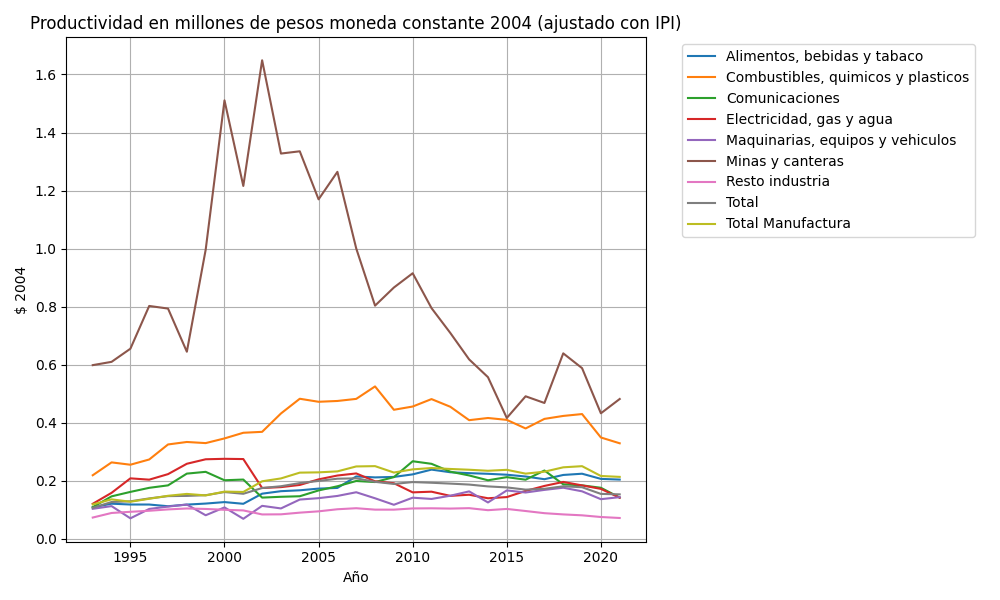 Productividad en millones de pesos moneda constante 2004 (ajustado con IPI)
Alimentos, bebidas y tabaco
Combustibles, quimicos y plasticos
Comunicaciones
Electricidad, gas y agua
Maquinarias, equipos y vehiculos
Minas y canteras
Resto industria
Total
Total Manufactura
$ 2004
1.6
1.4
1.2
1.0
0.8
0.6
0.4
0.2
0.0
1995 2000 2005 2010 2015 2020
Año